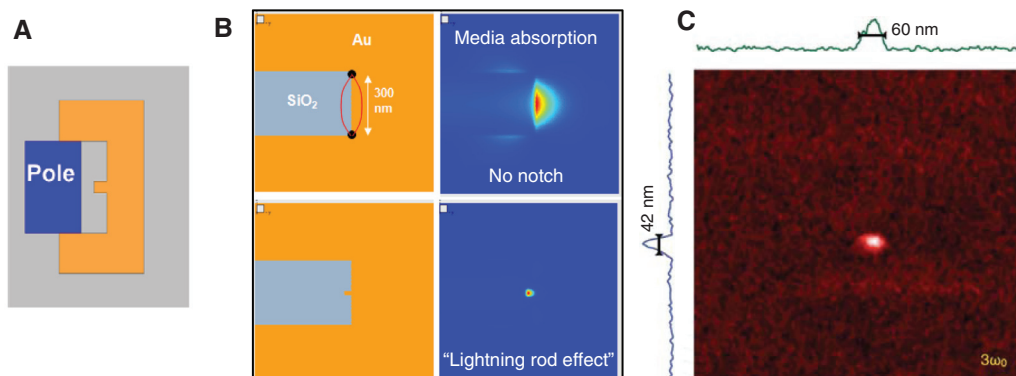 A
Pole
B
Au
SiO₂
300
nm
Media absorption
No notch
“Lightning rod effect”
C
60 nm
42 nm
3ω₀